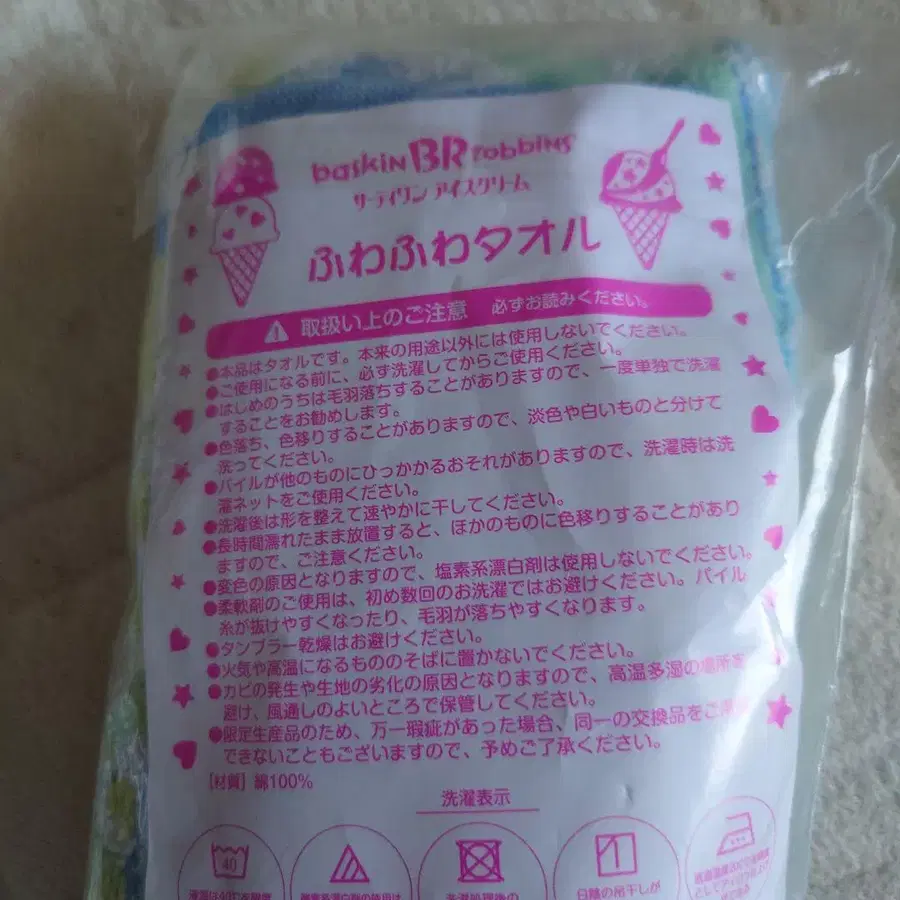 baskin BR robbins
サーティワン アイスクリーム
ふわふわタオル
取扱い上のご注意 必ずお読みください。
●本品はタオルです。本来の用途以外には使用しないでください。
●ご使用になる前に、必ず洗濯してからご使用ください。
●はじめのうちは毛羽落ちすることがありますので、一度単独で洗濯
することをお勧めします。
●色落ち、色移りすることがありますので、淡色や白いものと分けて
洗ってください。
●パイルが他のものにひっかかるおそれがありますので、洗濯時は洗
濯ネットをご使用ください。
●洗濯後は形を整えて速やかに干してください。
●長時間濡れたまま放置すると、ほかのものに色移りすることがあり
ますので、ご注意ください。
●変色の原因となりますので、塩素系漂白剤は使用しないでください。
●柔軟剤のご使用は、初め数回のお洗濯ではお避けください。パイル
糸が抜けやすくなったり、毛羽が落ちやすくなります。
●タンブラー乾燥はお避けください。
●火気や高温になるもののそばに置かないでください。
●カビの発生や生地の劣化の原因となりますので、高温多湿の場所を
避け、風通しのよいところで保管してください。
●限定生産品のため、万一瑕疵があった場合、同一の交換品をご
できないこともございますので、予めご了承ください。
【材質】綿100%
洗濯表示
40
液温は40℃を限度
日陰の吊干しが